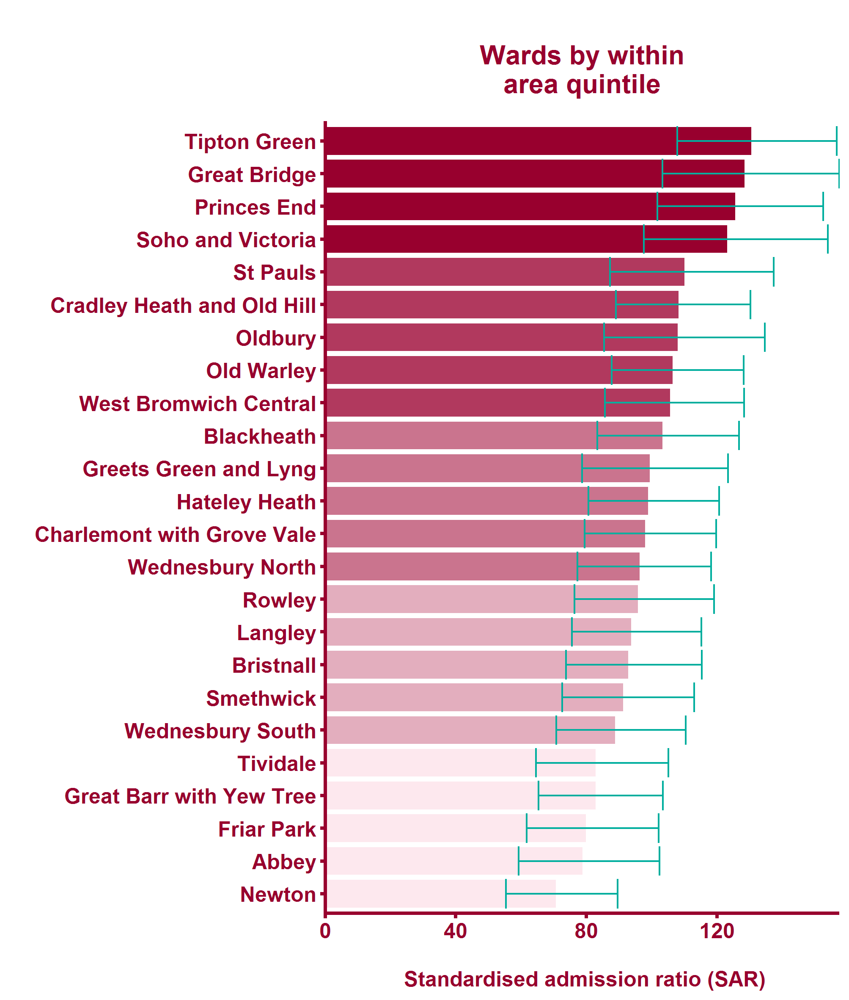 Wards by within
area quintile
Tipton Green
Great Bridge
Princes End
Soho and Victoria
St Pauls
Cradley Heath and Old Hill
Oldbury
Old Warley
West Bromwich Central
Blackheath
Greets Green and Lyng
Hateley Heath
Charlemont with Grove Vale
Wednesbury North
Rowley
Langley
Bristnall
Smethwick
Wednesbury South
Tividale
Great Barr with Yew Tree
Friar Park
Abbey
Newton
0 40 80 120
Standardised admission ratio (SAR)